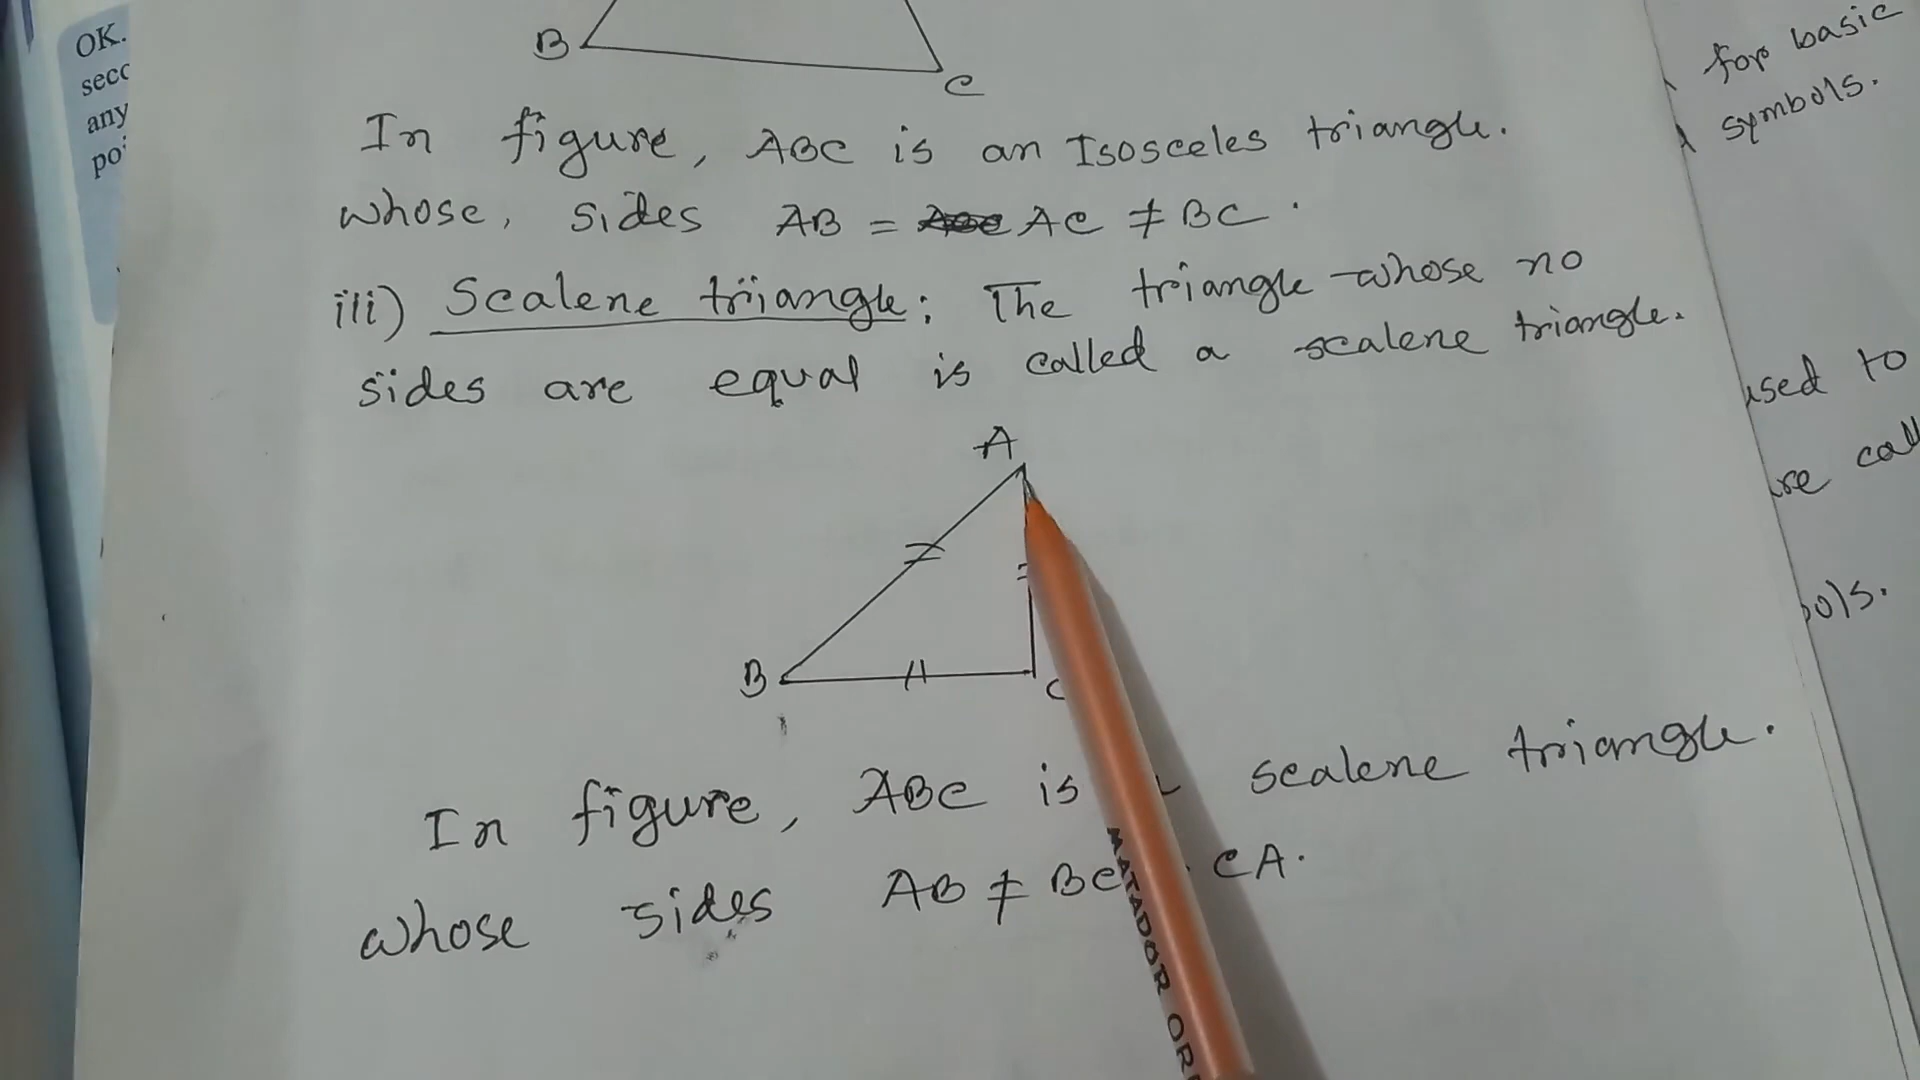 OK.
B
C
In figure, ABC is an Isosceles triangle.
whose, sides AB = AC ≠ BC.
iii) Scalene triangle: The triangle whose no
sides are equal is called a scalene triangle.
A
B
C
In figure, ABC is scalene triangle.
whose sides AB ≠ BC CA.
MATADOR
for basic
symbols.
used to